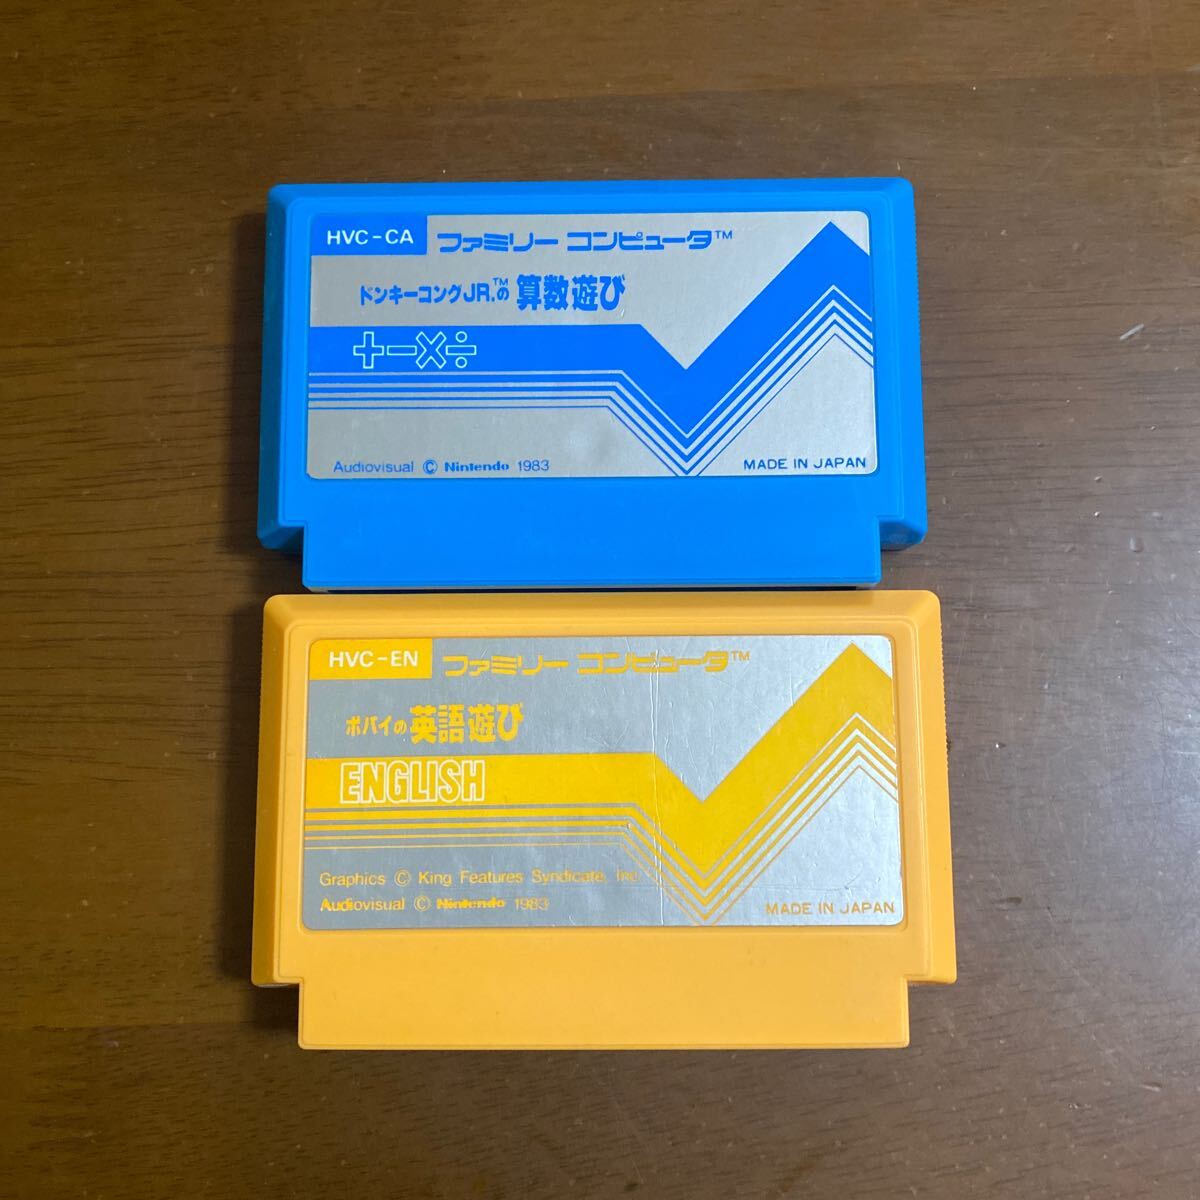 HVC-CA ファミリー コンピュータ™
ドンキーコングJR.™の 算数遊び
+-×÷
Audiovisual © Nintendo 1983 MADE IN JAPAN
HVC-EN ファミリー コンピュータ™
ポパイの英語遊び
ENGLISH
Graphics © King Features Syndicate, Inc.
Audiovisual © Nintendo 1983 MADE IN JAPAN